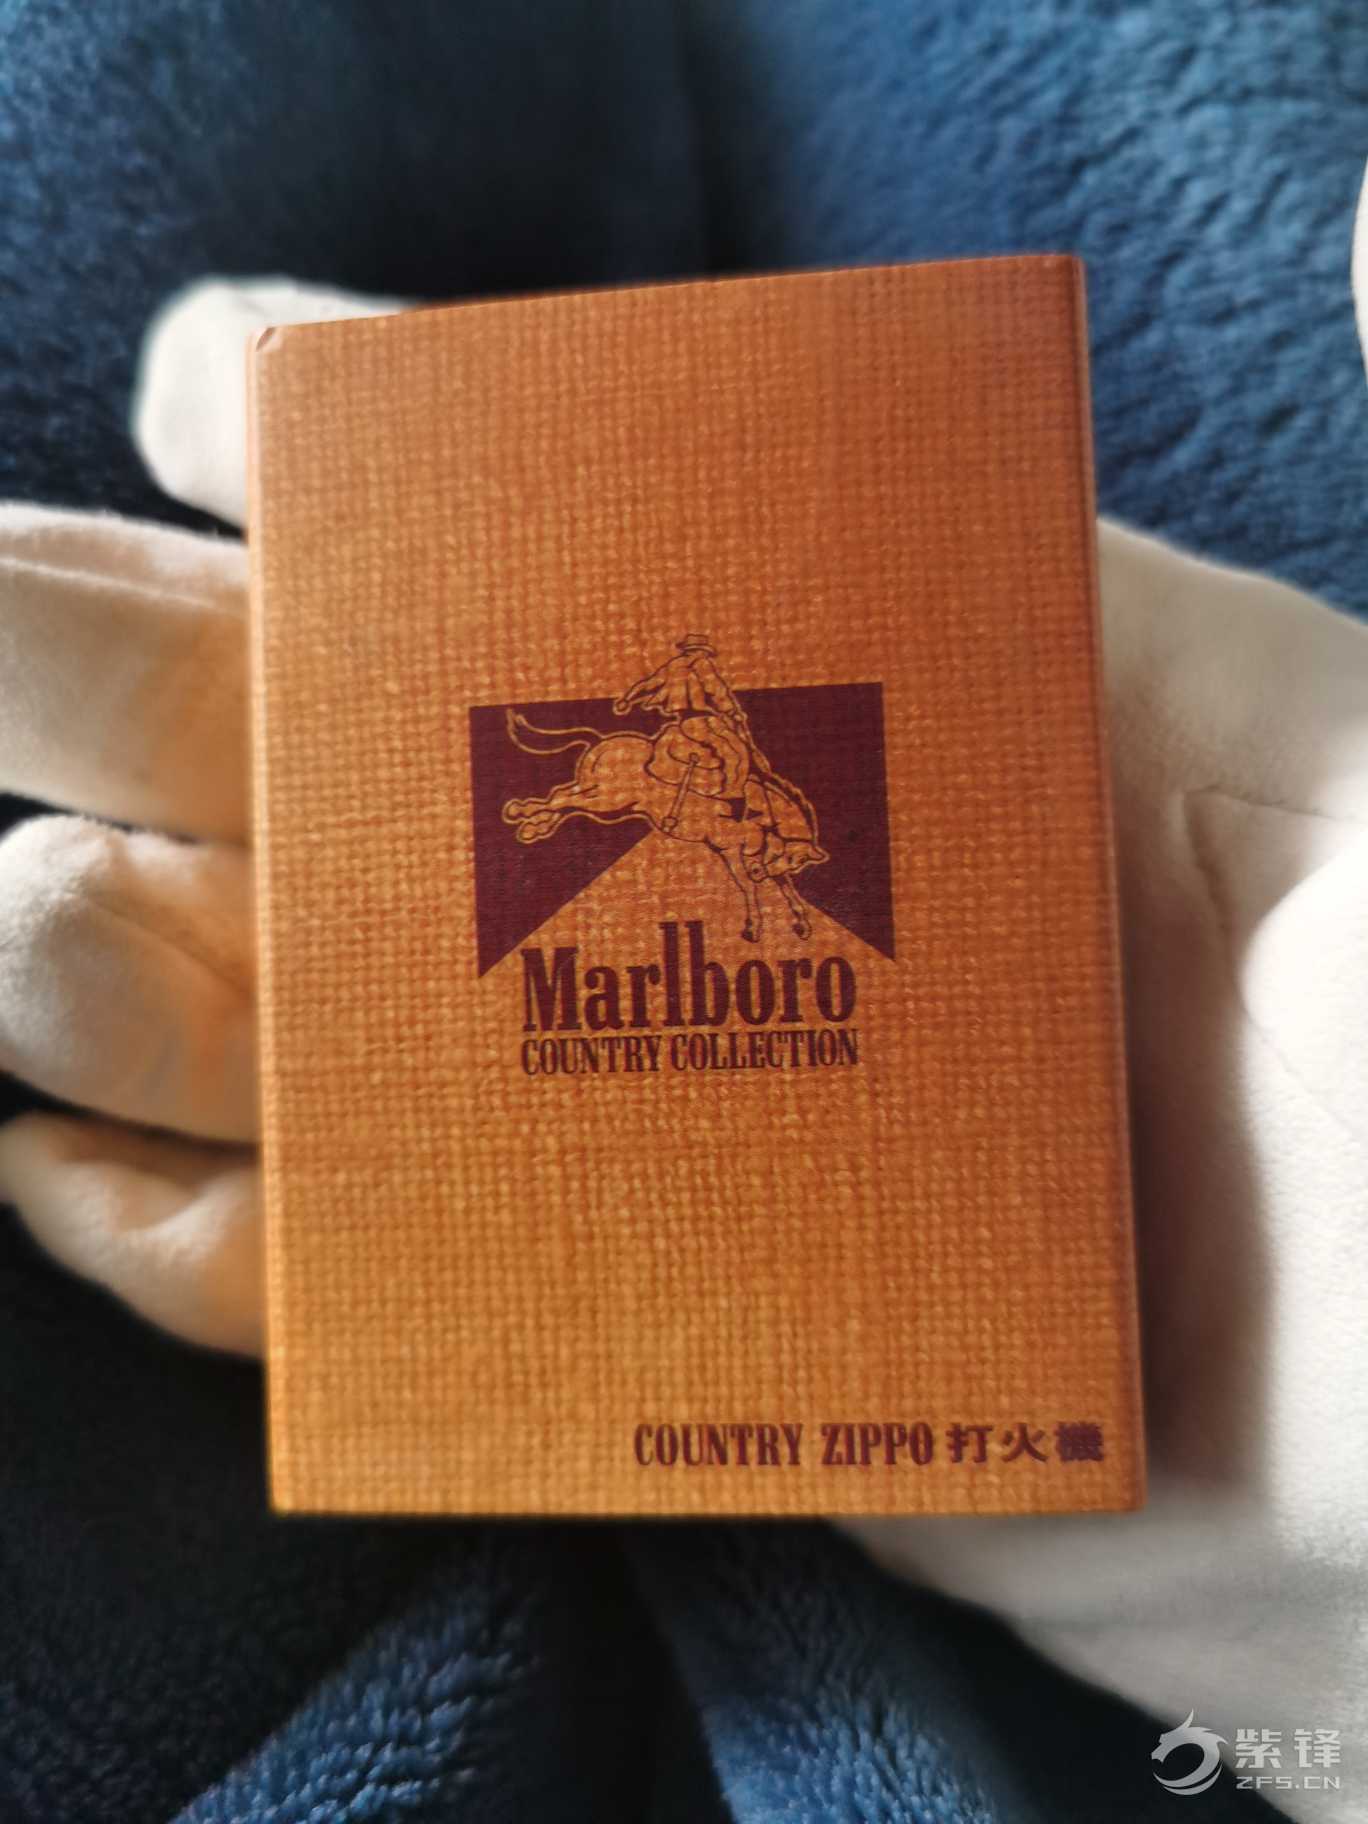 Marlboro
COUNTRY COLLECTION
COUNTRY ZIPPO 打火機
紫锋
ZFS.CN